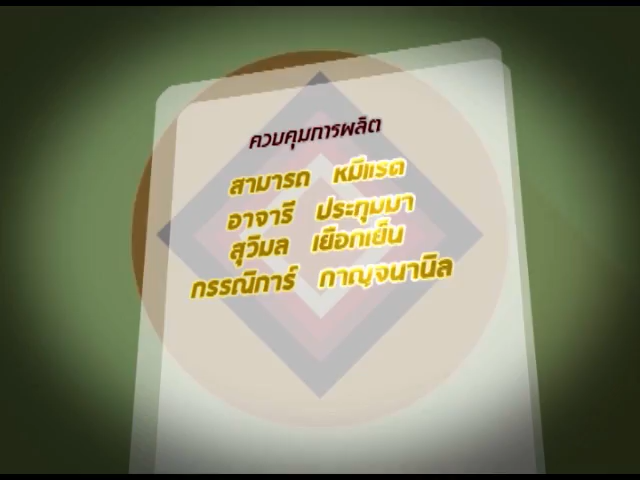 ควบคุมการผลิต
สามารถ หมีแรต
อาจารี ประทุมมา
สุวิมล เยือกเย็น
กรรณิการ์ กาญจนานิล